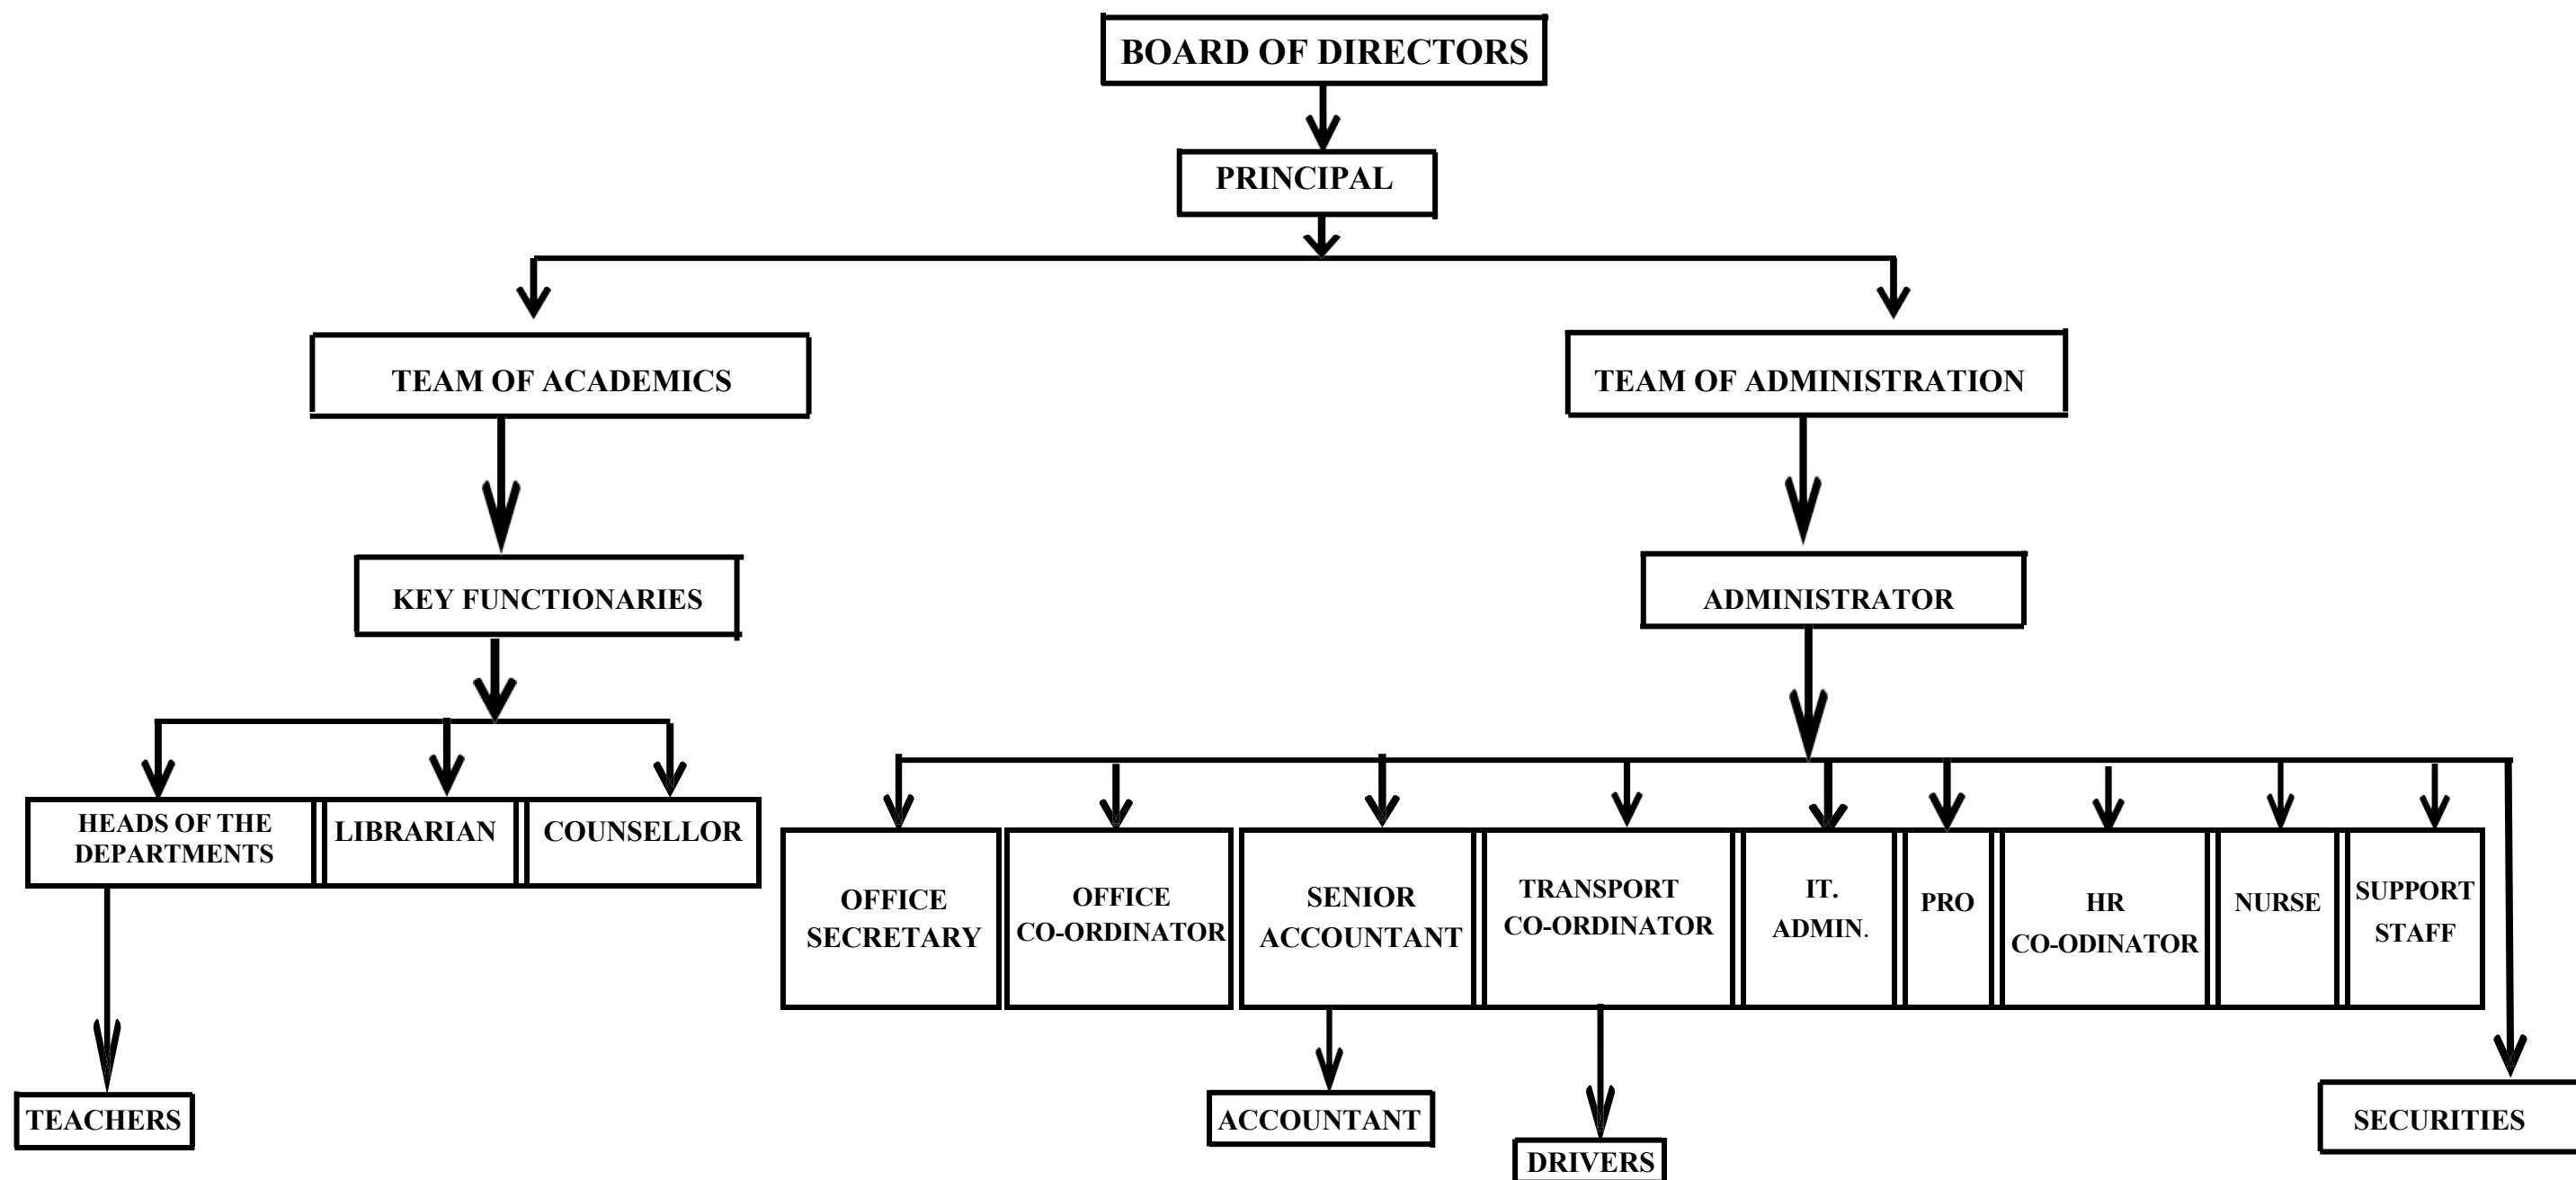 BOARD OF DIRECTORS
PRINCIPAL
TEAM OF ACADEMICS
TEAM OF ADMINISTRATION
KEY FUNCTIONARIES
ADMINISTRATOR
HEADS OF THE
DEPARTMENTS
LIBRARIAN
COUNSELLOR
OFFICE
SECRETARY
OFFICE
CO-ORDINATOR
SENIOR
ACCOUNTANT
TRANSPORT
CO-ORDINATOR
IT.
ADMIN.
PRO
HR
CO-ODINATOR
NURSE
SUPPORT
STAFF
TEACHERS
ACCOUNTANT
DRIVERS
SECURITIES